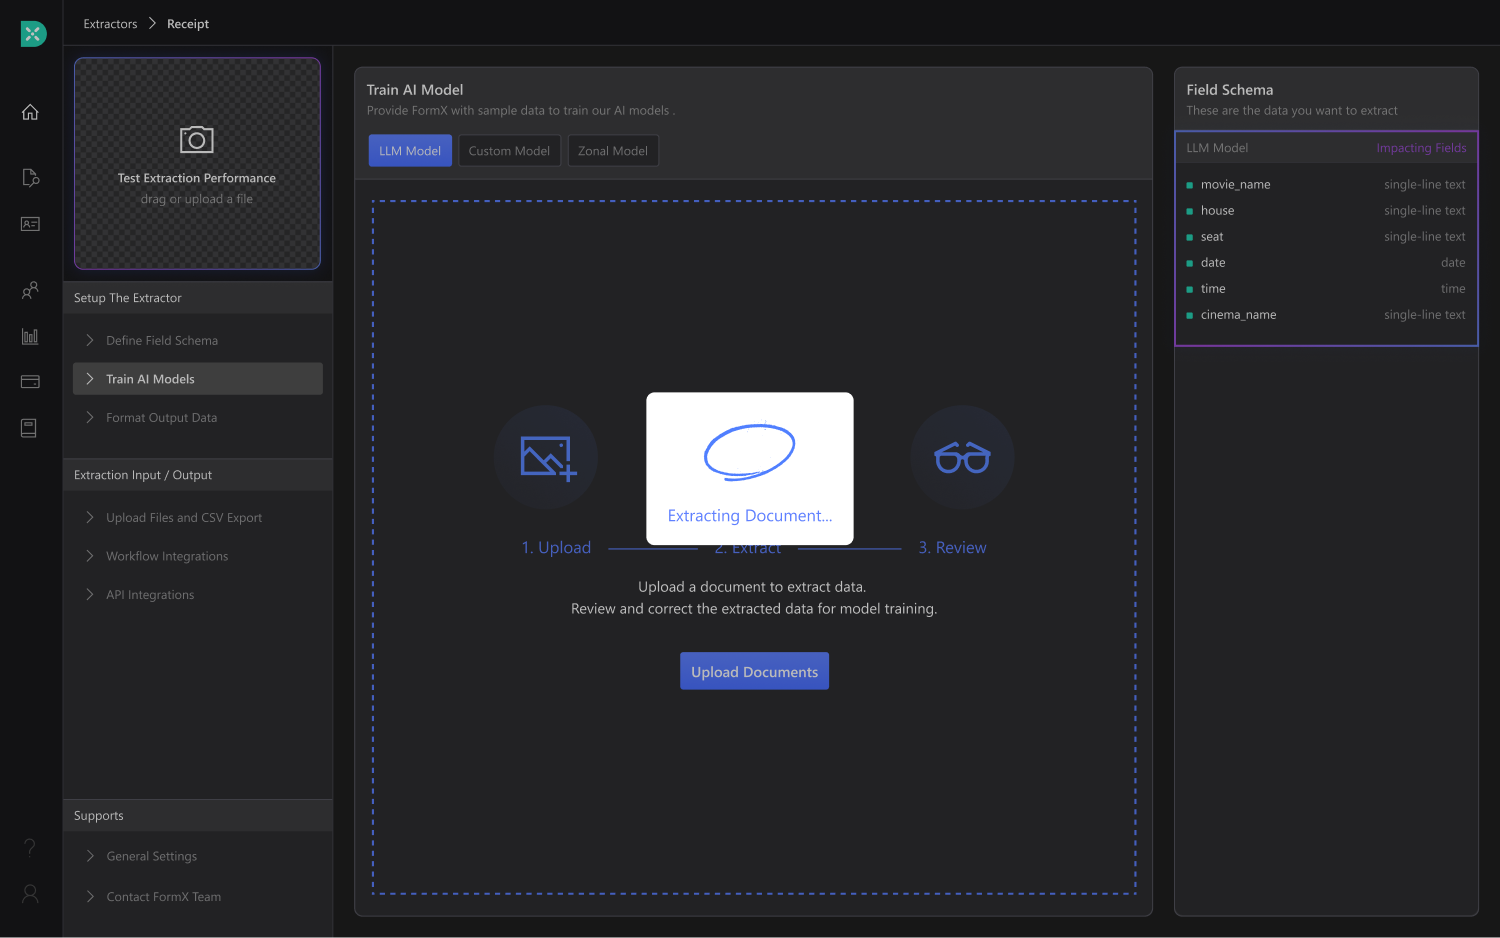 Extractors
Receipt
Test Extraction Performance
drag or upload a file
Setup The Extractor
Define Field Schema
Train AI Models
Format Output Data
Extraction Input / Output
Upload Files and CSV Export
Workflow Integrations
API Integrations
Supports
General Settings
Contact FormX Team
Train AI Model
Provide FormX with sample data to train our AI models .
LLM Model
Custom Model
Zonal Model
Extracting Document...
1. Upload
2. Extract
3. Review
Upload a document to extract data.
Review and correct the extracted data for model training.
Upload Documents
Field Schema
These are the data you want to extract
LLM Model Impacting Fields
movie_name single-line text
house single-line text
seat single-line text
date date
time time
cinema_name single-line text